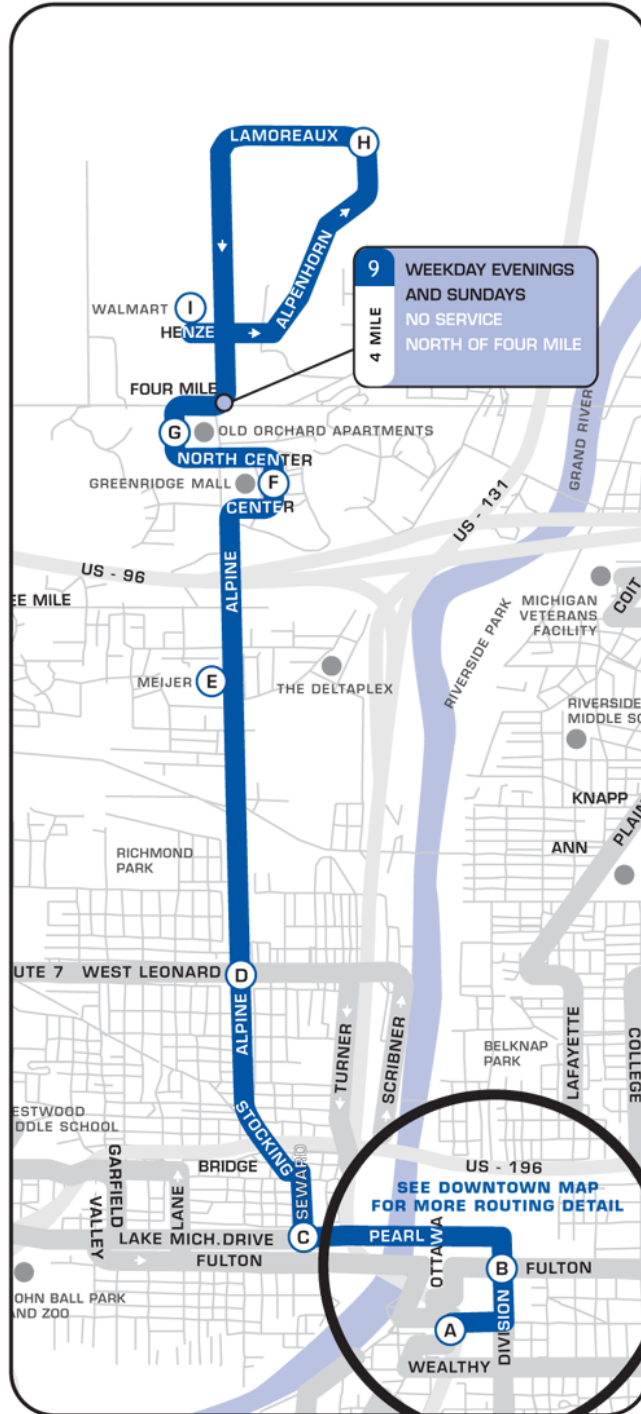 LAMOREAUX
H
ALPENHORN
WALMART
I
HENZE
9
4 MILE
WEEKDAY EVENINGS
AND SUNDAYS
NO SERVICE
NORTH OF FOUR MILE
FOUR MILE
G
OLD ORCHARD APARTMENTS
NORTH CENTER
GREENRIDGE MALL
F
CENTER
GRAND RIVER
US - 131
US - 96
ALPINE
EE MILE
MICHIGAN
VETERANS
FACILITY
COIT
RIVERSIDE PARK
MEIJER
E
THE DELTAPLEX
RIVERSIDE
MIDDLE SC
KNAPP
PLAIN
ANN
RICHMOND
PARK
UTE 7
WEST LEONARD
D
ALPINE
TURNER
SCRIBNER
BELKNAP
PARK
LAFAYETTE
COLLEGE
STOCKING
ESTWOOD
DDLE SCHOOL
GARFIELD
VALLEY
LANE
BRIDGE
SEWARD
US - 196
SEE DOWNTOWN MAP
FOR MORE ROUTING DETAIL
LAKE MICH. DRIVE
C
PEARL
OTTAWA
FULTON
B
FULTON
DIVISION
OHN BALL PARK
AND ZOO
A
WEALTHY